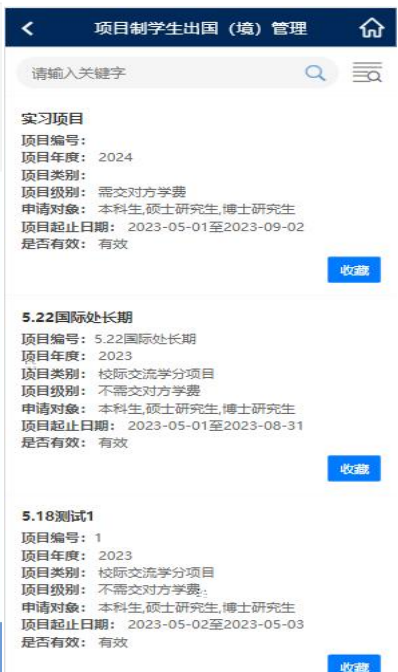 项目制学生出国（境）管理
请输入关键字
实习项目
项目编号：
项目年度： 2024
项目类别：
项目级别： 需交对方学费
申请对象： 本科生,硕士研究生,博士研究生
项目起止日期： 2023-05-01至2023-09-02
是否有效： 有效
收藏
5.22国际处长期
项目编号：5.22国际处长期
项目年度： 2023
项目类别： 校际交流学分项目
项目级别： 不需交对方学费
申请对象： 本科生,硕士研究生,博士研究生
项目起止日期： 2023-05-01至2023-08-31
是否有效： 有效
收藏
5.18测试1
项目编号：1
项目年度： 2023
项目类别： 校际交流学分项目
项目级别： 不需交对方学费
申请对象： 本科生,硕士研究生,博士研究生
项目起止日期： 2023-05-02至2023-05-03
是否有效： 有效
收藏